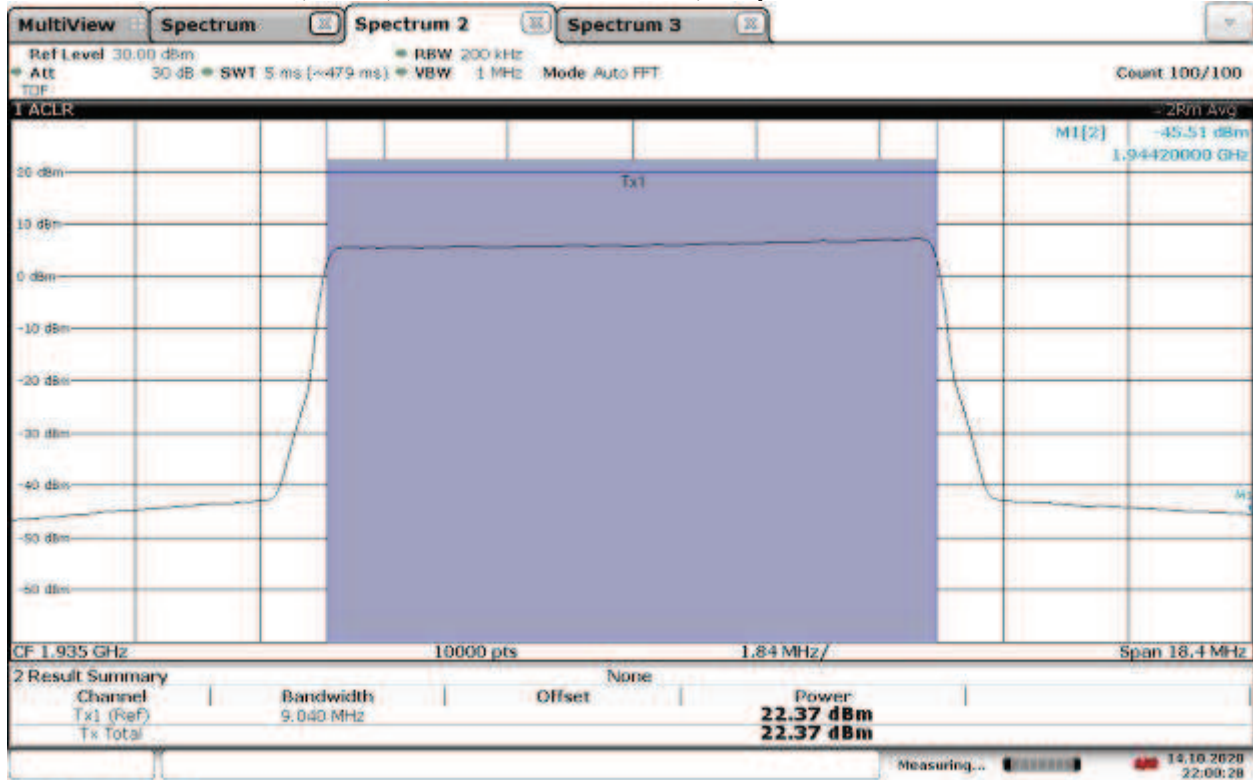 MultiView Spectrum Spectrum 2 Spectrum 3
Ref Level 30.00 dBm RBW 200 kHz
Att 30 dB SWT 5 ms (~479 ms) VBW 1 MHz Mode Auto FFT Count 100/100
TDF
1 ACLR 2Rm Avg
M1[2] -45.51 dBm
1.94420000 GHz
20 dBm
Tx1
10 dBm
0 dBm
-10 dBm
-20 dBm
-30 dBm
-40 dBm
M1
-50 dBm
-60 dBm
CF 1.935 GHz 10000 pts 1.84 MHz/ Span 18.4 MHz
2 Result Summary None
Channel Bandwidth Offset Power
Tx1 (Ref) 9.040 MHz 22.37 dBm
Tx Total 22.37 dBm
Measuring... 14.10.2020
22:00:28